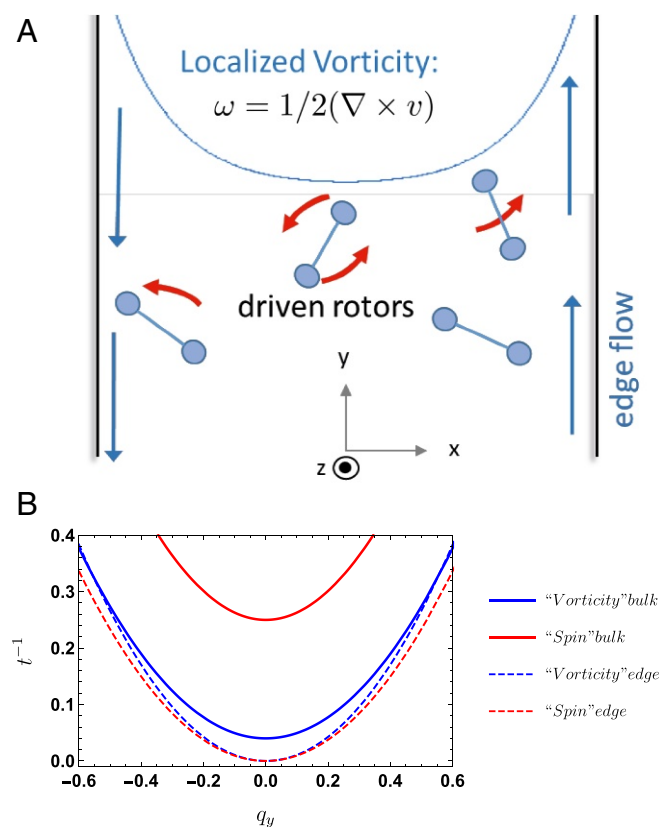 A
Localized Vorticity:
ω = 1/2(∇ × v)
driven rotors
edge flow
y
x
z
B
0.4
0.3
0.2
0.1
0.0
t⁻¹
−0.6 −0.4 −0.2 0.0 0.2 0.4 0.6
q_y
“Vorticity”bulk
“Spin”bulk
“Vorticity”edge
“Spin”edge